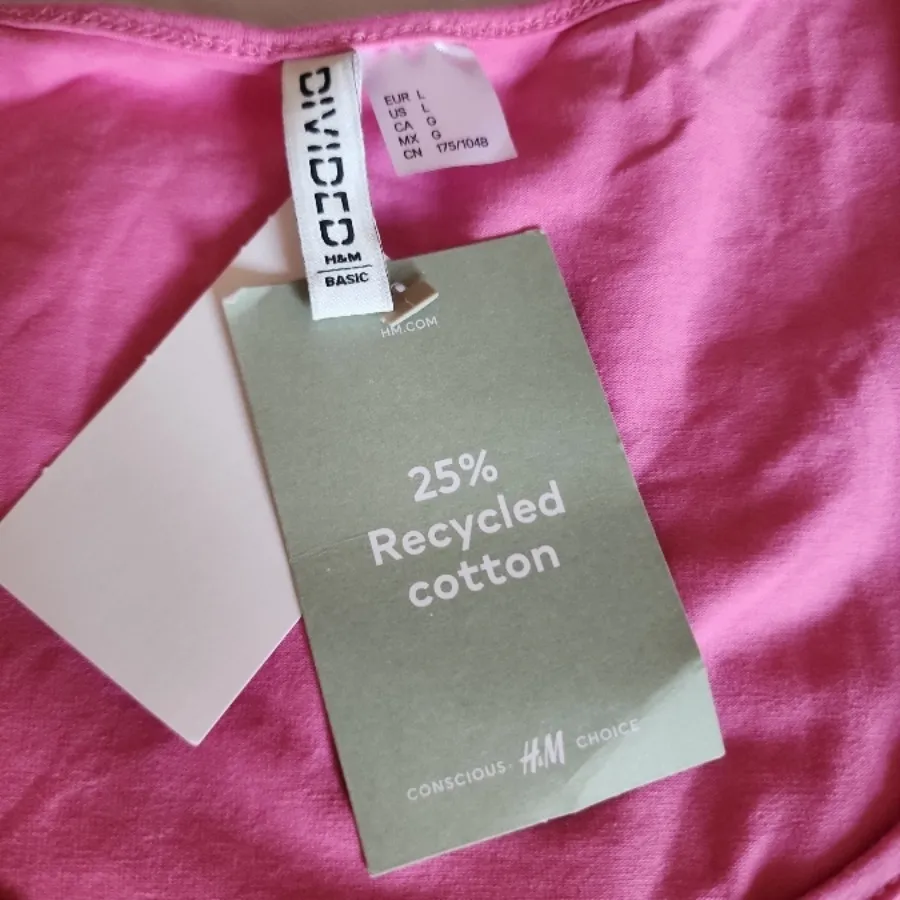 DIVIDED
H&M
BASIC
EUR L
US L
CA G
MX G
CN 175/104B
HM.COM
25%
Recycled
cotton
CONSCIOUS H&M CHOICE